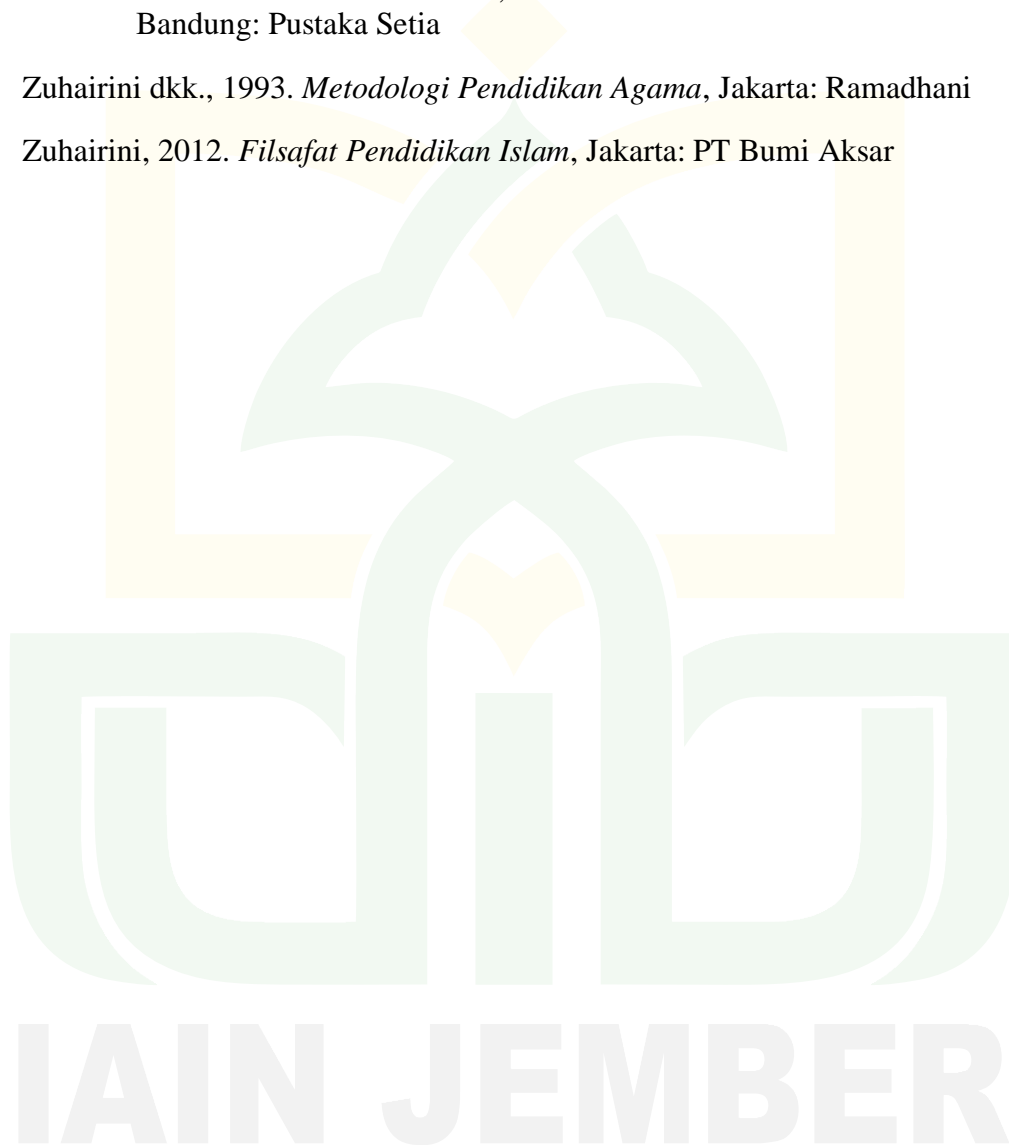 Bandung: Pustaka Setia
Zuhairini dkk., 1993. Metodologi Pendidikan Agama, Jakarta: Ramadhani
Zuhairini, 2012. Filsafat Pendidikan Islam, Jakarta: PT Bumi Aksar
IAIN JEMBER